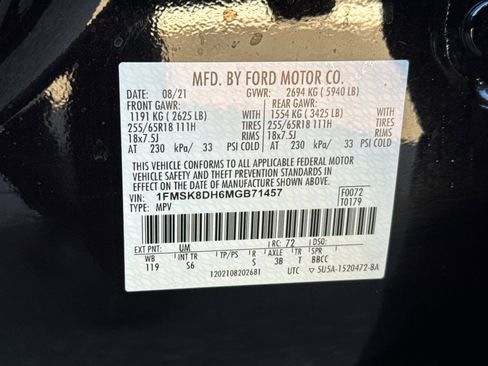 MFD. BY FORD MOTOR CO.
DATE: 08/21 GVWR: 2694 KG ( 5940 LB)
FRONT GAWR: REAR GAWR:
1191 KG ( 2625 LB) 1554 KG ( 3425 LB)
255/65R18 111H TIRES 255/65R18 111H TIRES
18x7.5J RIMS 18x7.5J RIMS
AT 230 kPa/ 33 PSI COLD AT 230 kPa/ 33 PSI COLD
THIS VEHICLE CONFORMS TO ALL APPLICABLE FEDERAL MOTOR
VEHICLE SAFETY AND THEFT PREVENTION STANDARDS IN
EFFECT ON THE DATE OF MANUFACTURE SHOWN ABOVE.
VIN: 1FMSK8DH6MGB71457 F0072
TYPE: MPV T0179
EXT PNT: UM RC: 72 DSO:
WB INT TR TP/PS R AXLE TR SPR
119 S6 S 3B T BBCC
1202108202681 UTC ▽ 5U5A-1520472-BA